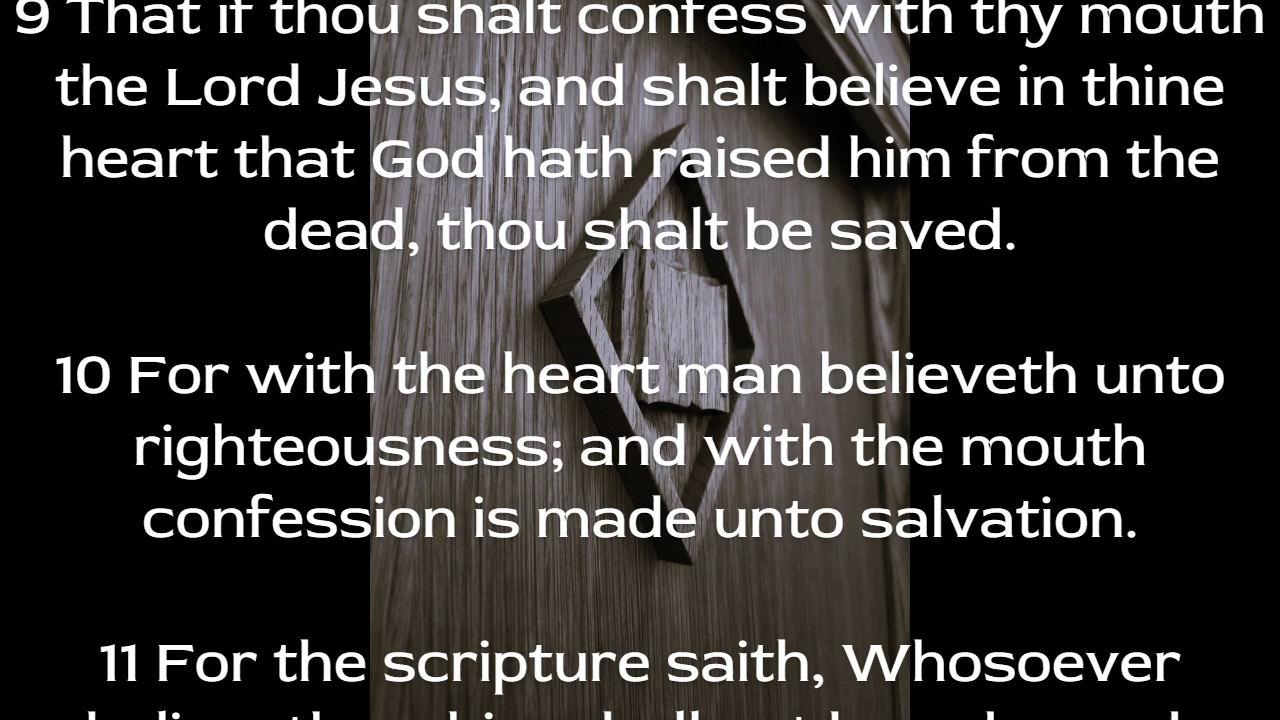 9 That if thou shalt confess with thy mouth
the Lord Jesus, and shalt believe in thine
heart that God hath raised him from the
dead, thou shalt be saved.
10 For with the heart man believeth unto
righteousness; and with the mouth
confession is made unto salvation.
11 For the scripture saith, Whosoever